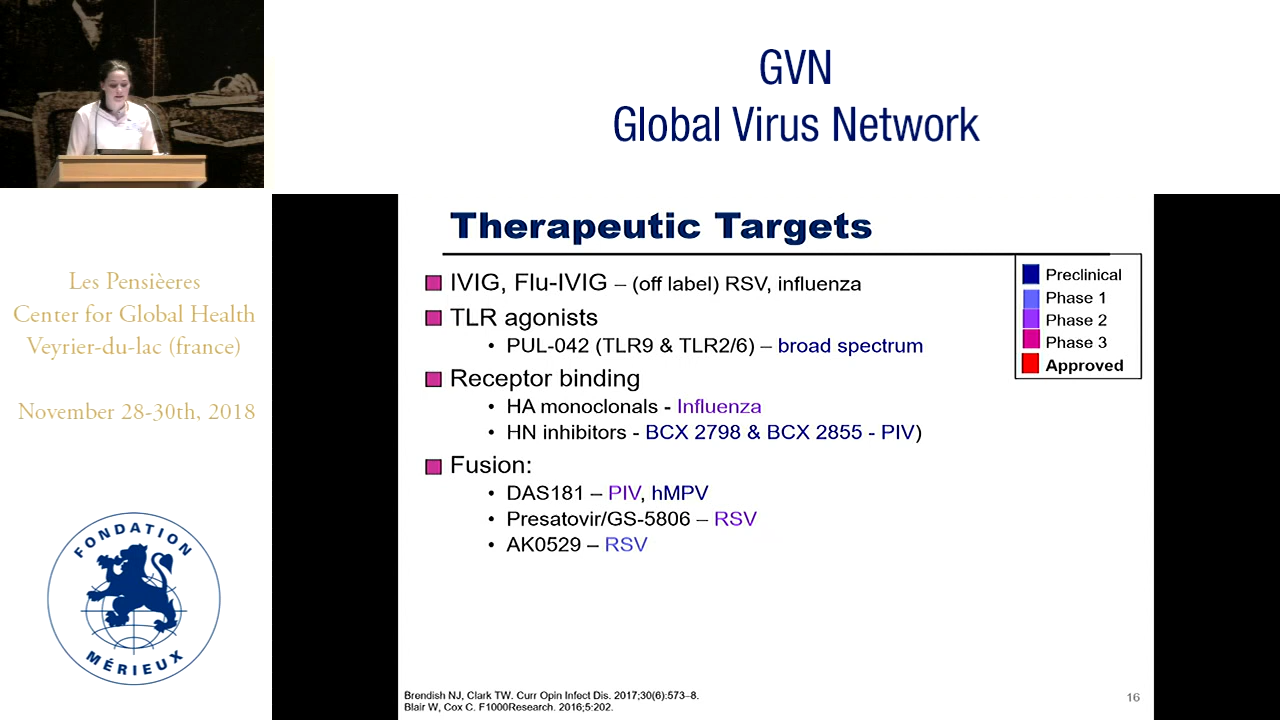 GVN
Global Virus Network
Les Pensièeres
Center for Global Health
Veyrier-du-lac (france)
November 28-30th, 2018
FONDATION
MÉRIEUX
Therapeutic Targets
IVIG, Flu-IVIG – (off label) RSV, influenza
TLR agonists
• PUL-042 (TLR9 & TLR2/6) – broad spectrum
Receptor binding
• HA monoclonals - Influenza
• HN inhibitors - BCX 2798 & BCX 2855 - PIV)
Fusion:
• DAS181 – PIV, hMPV
• Presatovir/GS-5806 – RSV
• AK0529 – RSV
Preclinical
Phase 1
Phase 2
Phase 3
Approved
Brendish NJ, Clark TW. Curr Opin Infect Dis. 2017;30(6):573–8.
Blair W, Cox C. F1000Research. 2016;5:202.
16